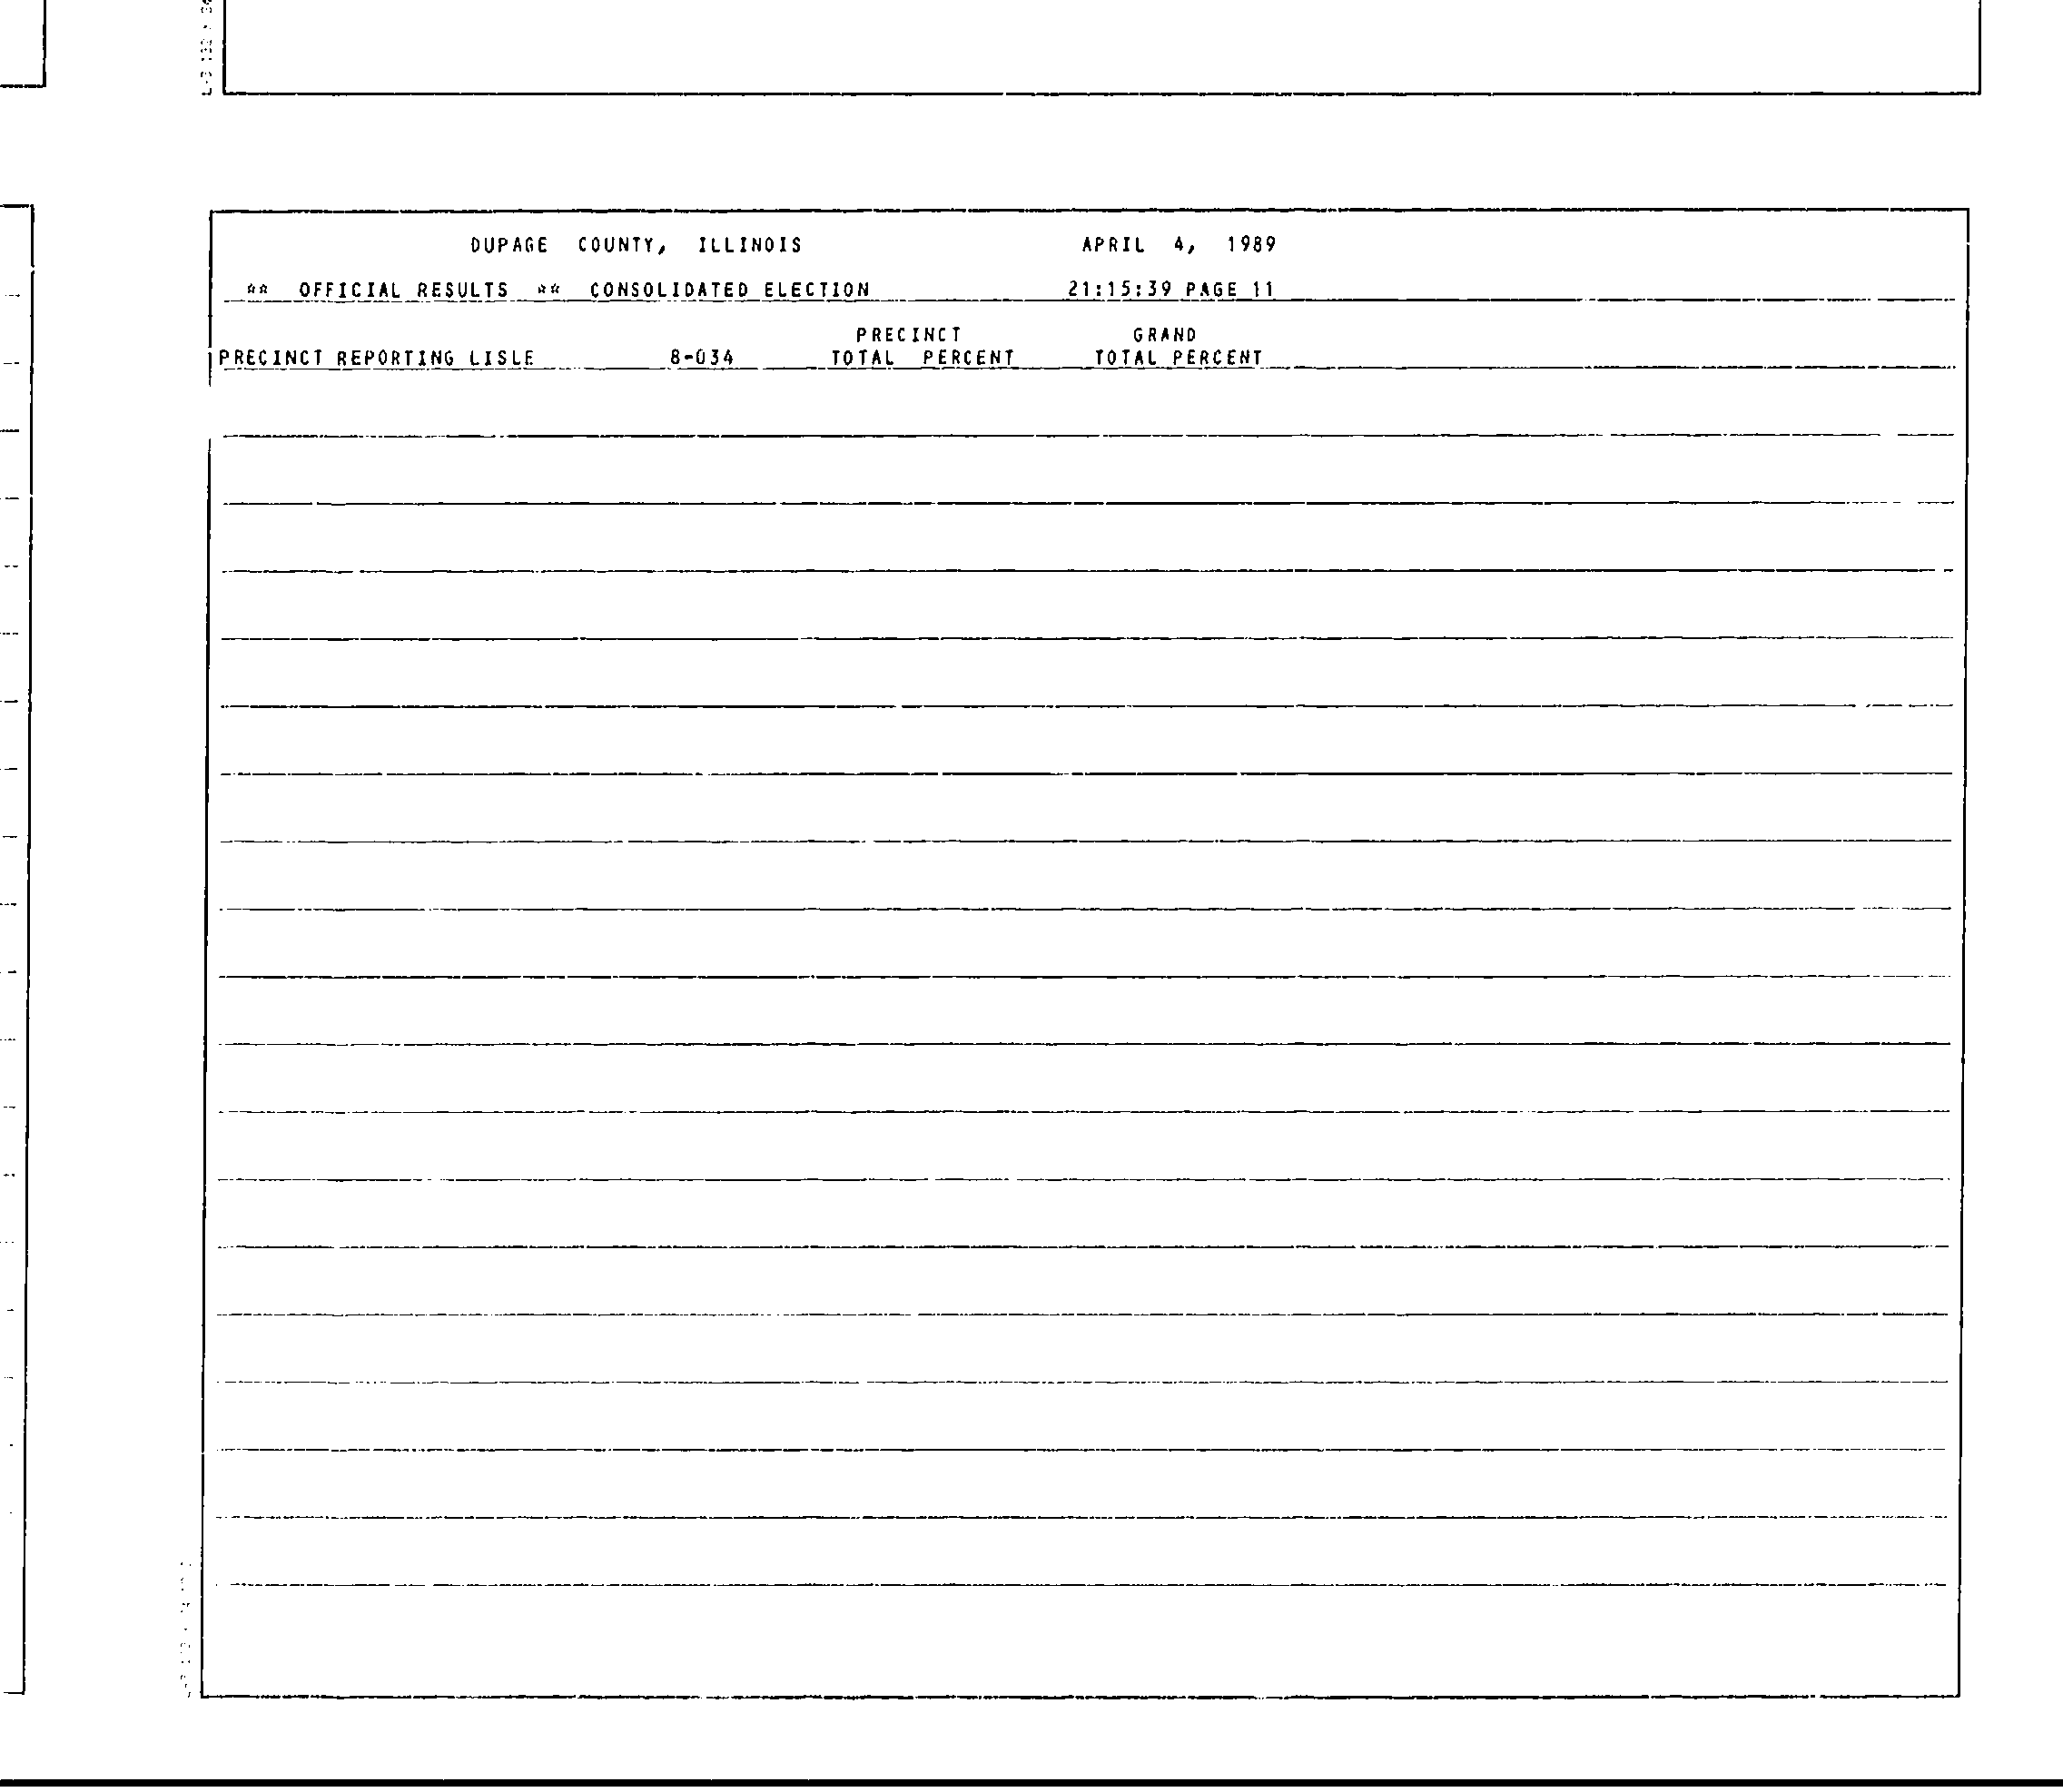 DUPAGE COUNTY, ILLINOIS APRIL 4, 1989
** OFFICIAL RESULTS ** CONSOLIDATED ELECTION 21:15:39 PAGE 11
PRECINCT GRAND
PRECINCT REPORTING LISLE 8-034 TOTAL PERCENT TOTAL PERCENT